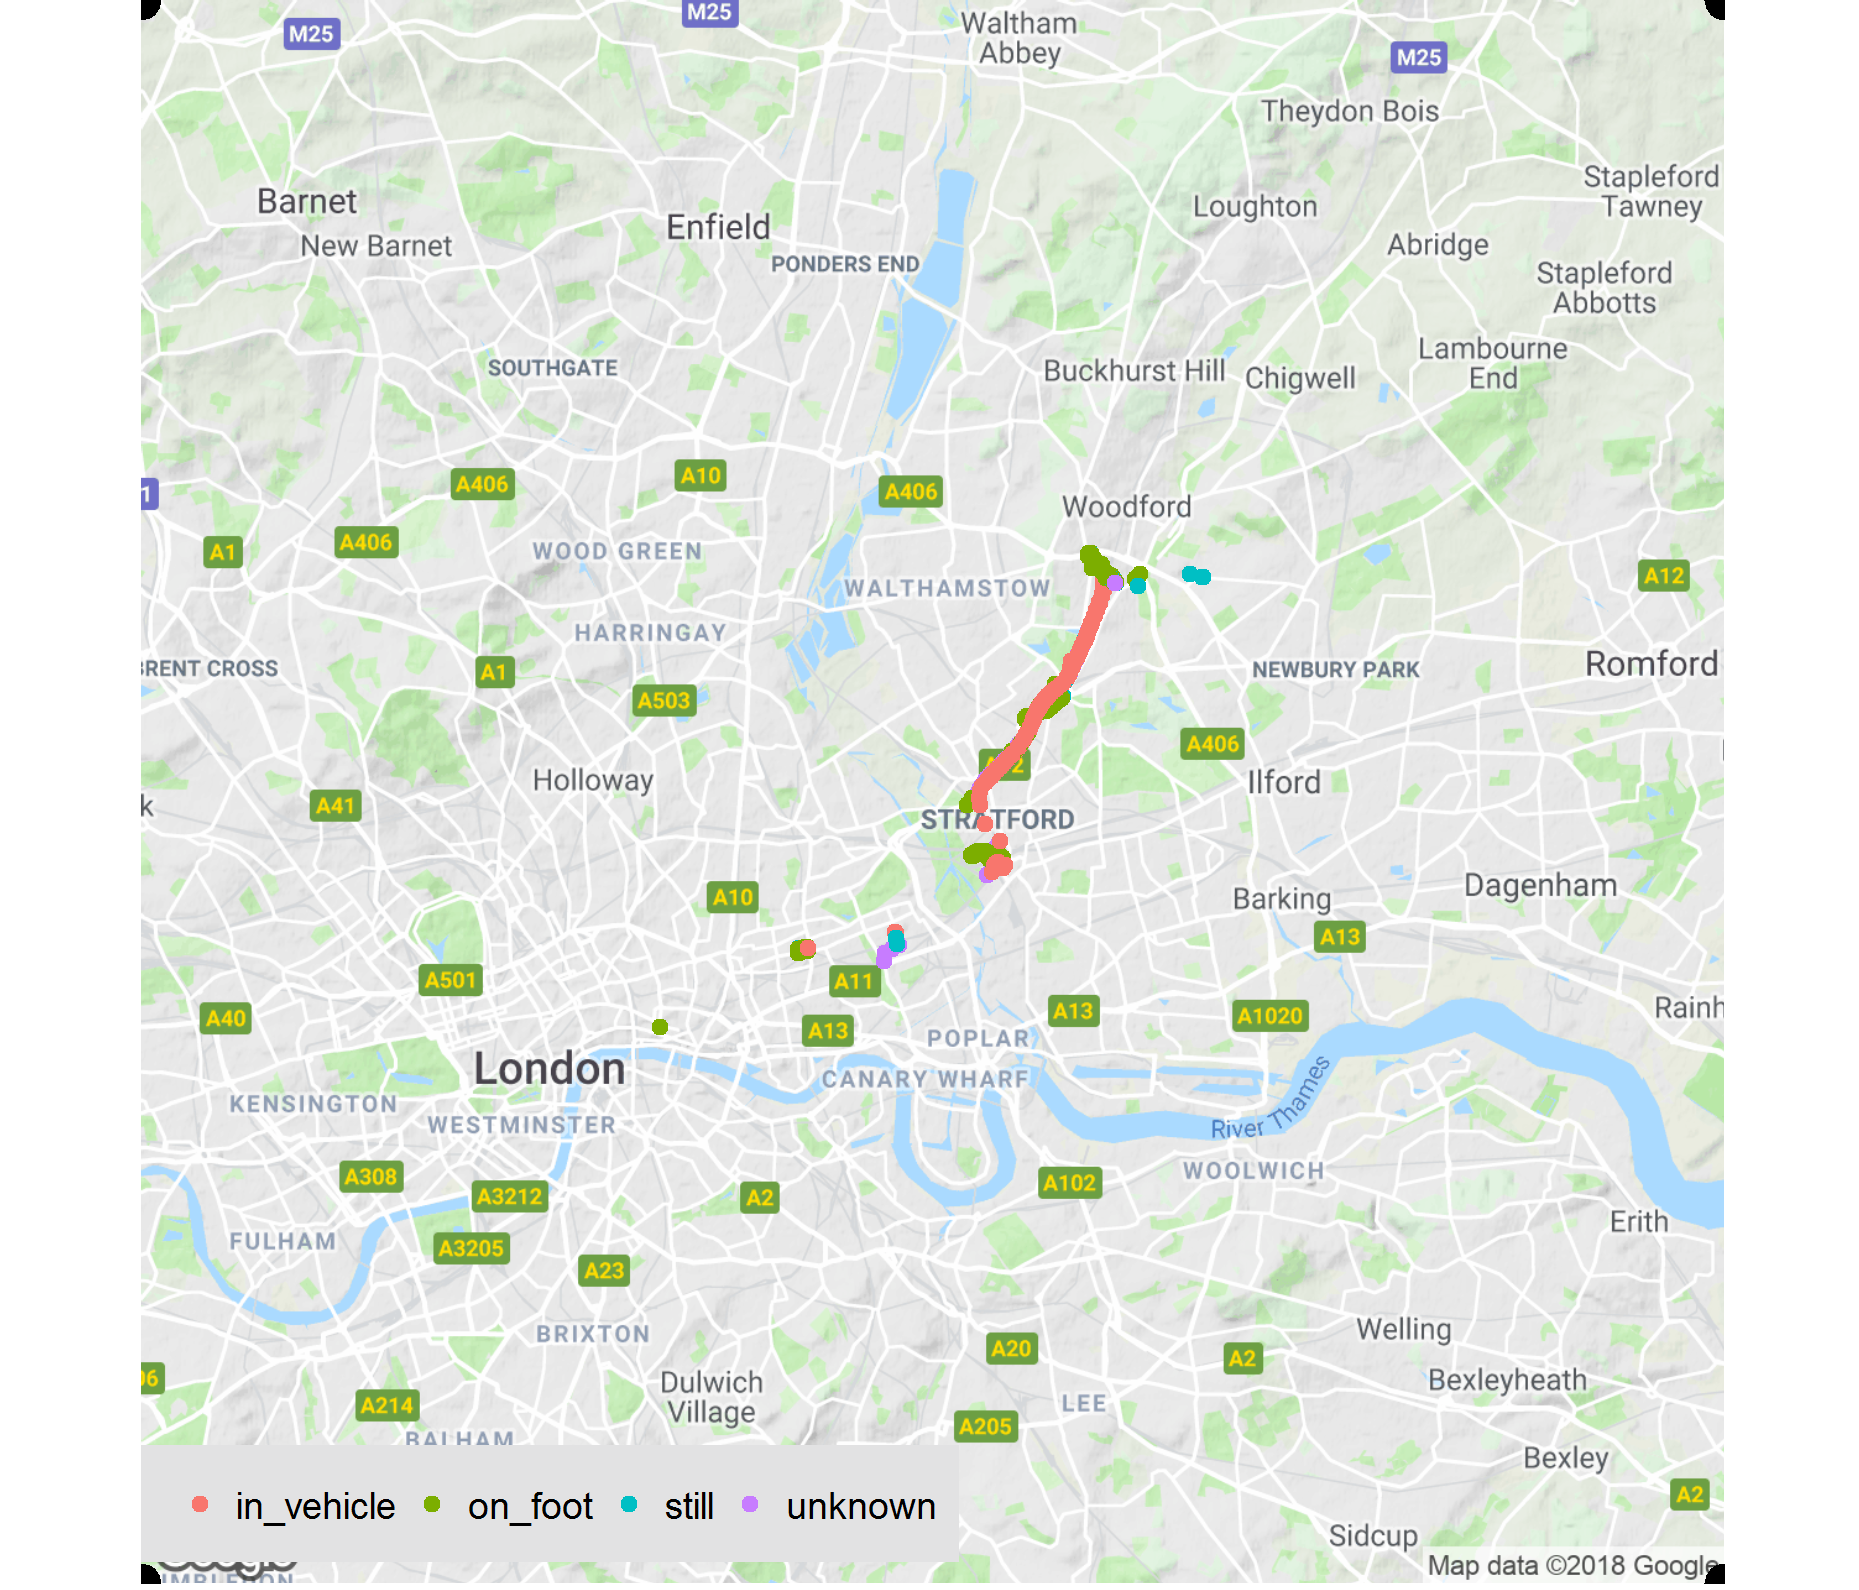 M25
Waltham
Abbey
M25
M25
Theydon Bois
Stapleford
Tawney
Barnet
Loughton
Enfield
New Barnet
Abridge
PONDERS END
Stapleford
Abbotts
Lambourne
End
SOUTHGATE
Buckhurst Hill
Chigwell
A10
A406
A406
1
Woodford
A406
A1
WOOD GREEN
A12
WALTHAMSTOW
HARRINGAY
BRENT CROSS
A1
NEWBURY PARK
Romford
A503
A406
Holloway
Ilford
A41
k
STRATFORD
A10
Barking
Dagenham
A13
A501
A11
Rainh
A40
A13
A1020
A13
POPLAR
London
CANARY WHARF
KENSINGTON
WESTMINSTER
River Thames
WOOLWICH
A308
A3212
A2
A102
Erith
FULHAM
A3205
A23
BRIXTON
Welling
A20
A2
06
Dulwich
Village
Bexleyheath
A214
LEE
A205
BALHAM
Bexley
A2
in_vehicle on_foot still unknown
Sidcup
Google
Map data ©2018 Google